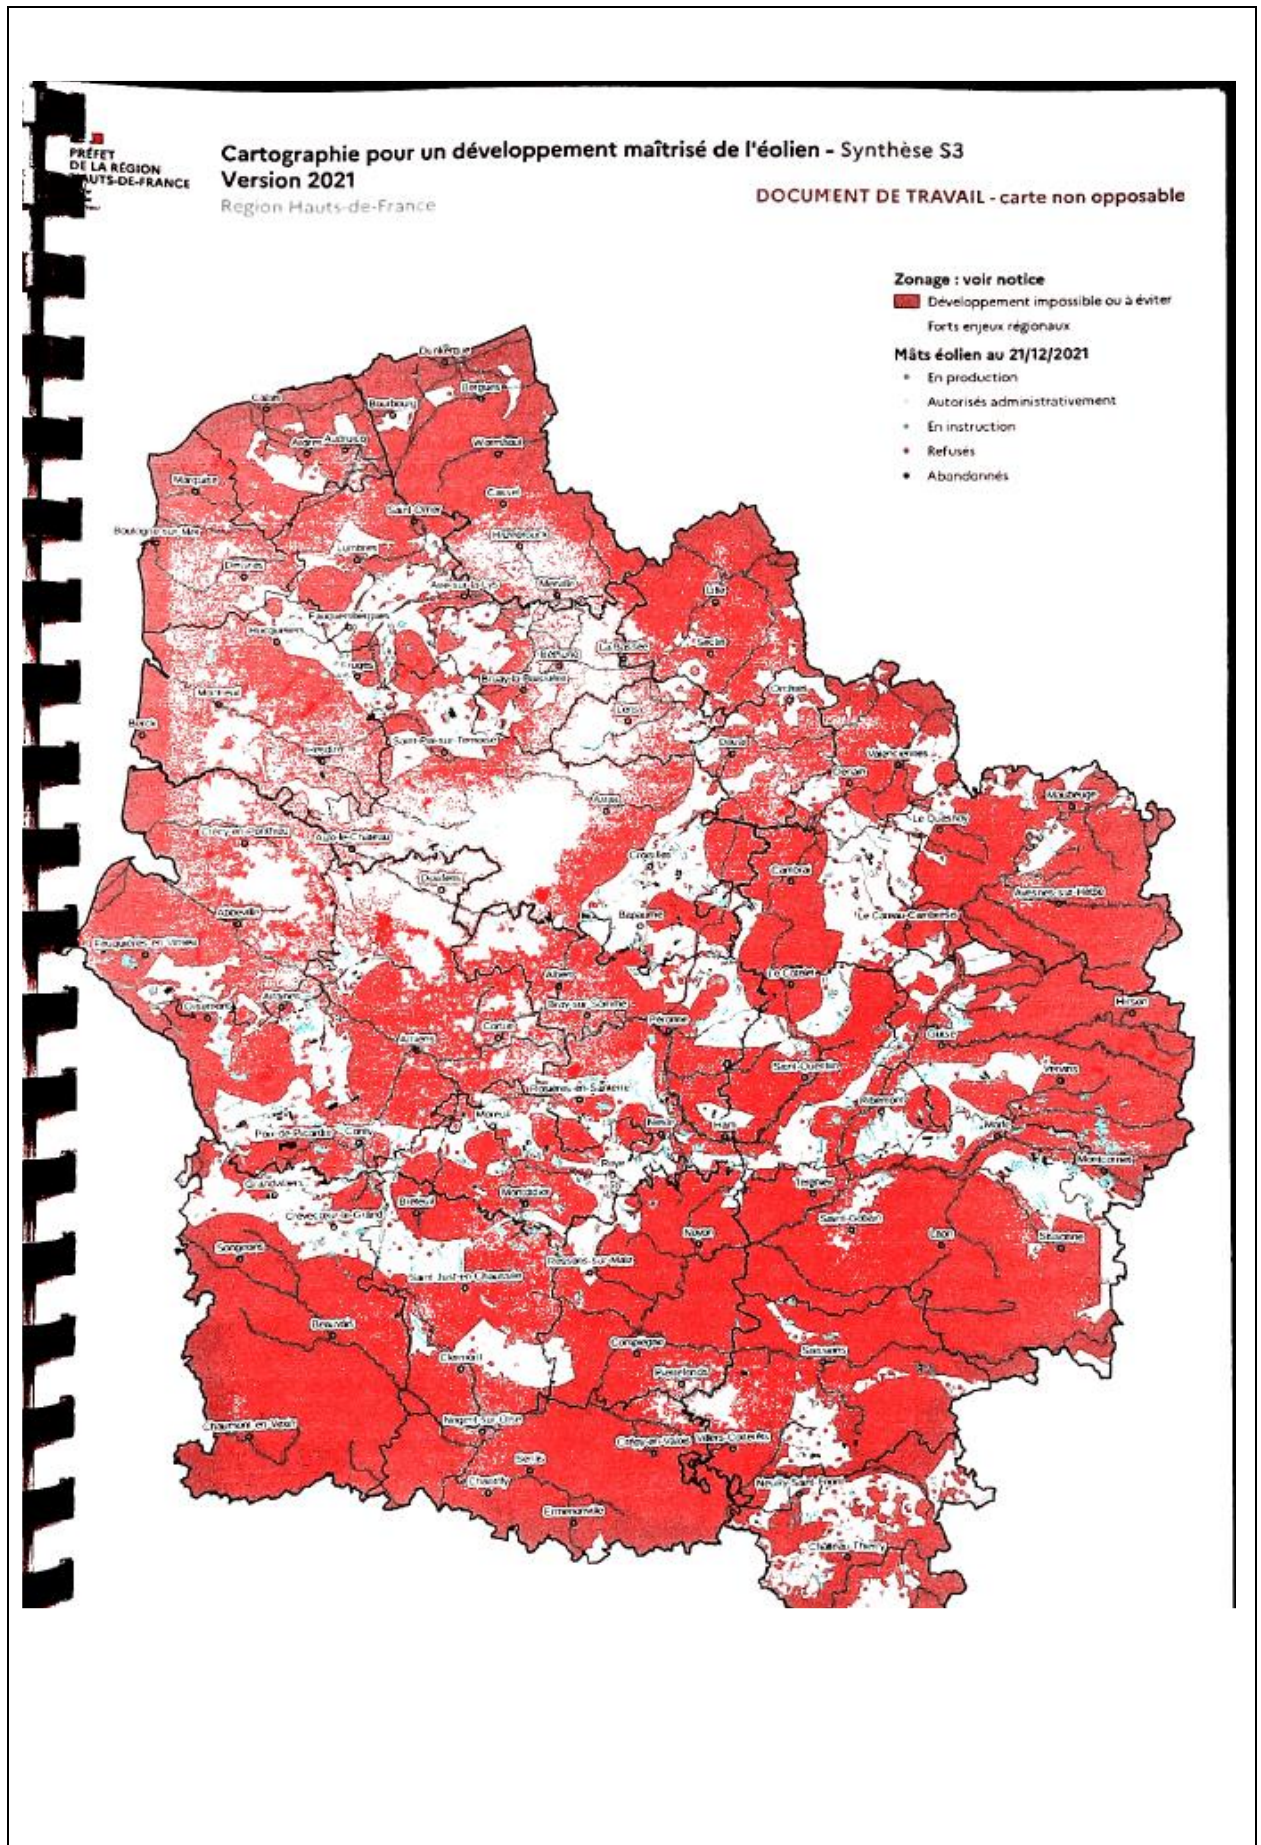 PRÉFET
DE LA RÉGION
HAUTS-DE-FRANCE
Cartographie pour un développement maîtrisé de l'éolien - Synthèse S3
Version 2021
Region Hauts-de-France
DOCUMENT DE TRAVAIL - carte non opposable
Zonage : voir notice
Développement impossible ou à éviter
Forts enjeux régionaux
Mâts éolien au 21/12/2021
En production
Autorisés administrativement
En instruction
Refusés
Abandonnés
Dunkerque
Bergues
Calais
Bourbourg
Ardres
Audruicq
Wormhout
Marquise
Cassel
Saint-Omer
Boulogne-sur-Mer
Hazebrouck
Lumbres
Desvres
Aire-sur-la-Lys
Merville
Lille
Fauquembergues
Hucqueliers
Seclin
La Bassée
Béthune
Fruges
Bruay-la-Buissière
Orchies
Montreuil
Lens
Berck
Saint-Pol-sur-Ternoise
Douai
Hesdin
Valenciennes
Denain
Maubeuge
Arras
Le Quesnoy
Crécy-en-Ponthieu
Auxi-le-Château
Croisilles
Cambrai
Doullens
Avesnes-sur-Helpe
Abbeville
Bapaume
Le Cateau-Cambrésis
Feuquières-en-Vimeu
Albert
Le Catelet
Oisemont
Airaines
Bray-sur-Somme
Hirson
Corbie
Péronne
Amiens
Guise
Saint-Quentin
Vervins
Rosières-en-Santerre
Ribemont
Moreuil
Poix-de-Picardie
Conty
Nesle
Ham
Marle
Roye
Montcornet
Grandvilliers
Tergnier
Breteuil
Montdidier
Crèvecœur-le-Grand
Saint-Gobain
Noyon
Laon
Sissonne
Songeons
Ressons-sur-Matz
Saint-Just-en-Chaussée
Beauvais
Compiègne
Soissons
Clermont
Pierrefonds
Chaumont-en-Vexin
Nogent-sur-Oise
Crépy-en-Valois
Villers-Cotterêts
Senlis
Chantilly
Neuilly-Saint-Front
Ermenonville
Château-Thierry